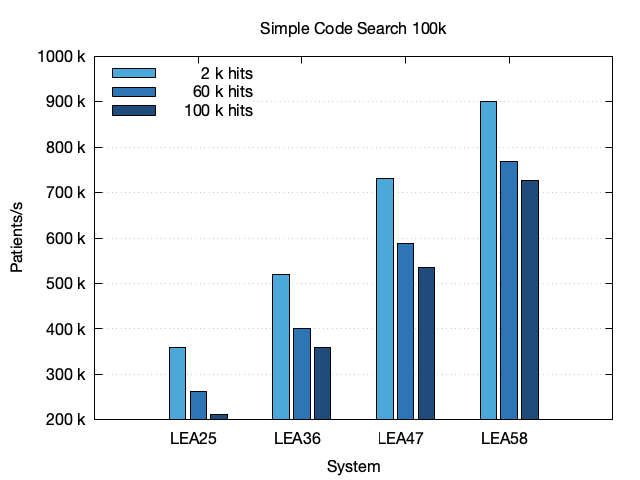 Simple Code Search 100k
1000 k
900 k
800 k
700 k
600 k
500 k
400 k
300 k
200 k
Patients/s
2 k hits
60 k hits
100 k hits
LEA25 LEA36 LEA47 LEA58
System